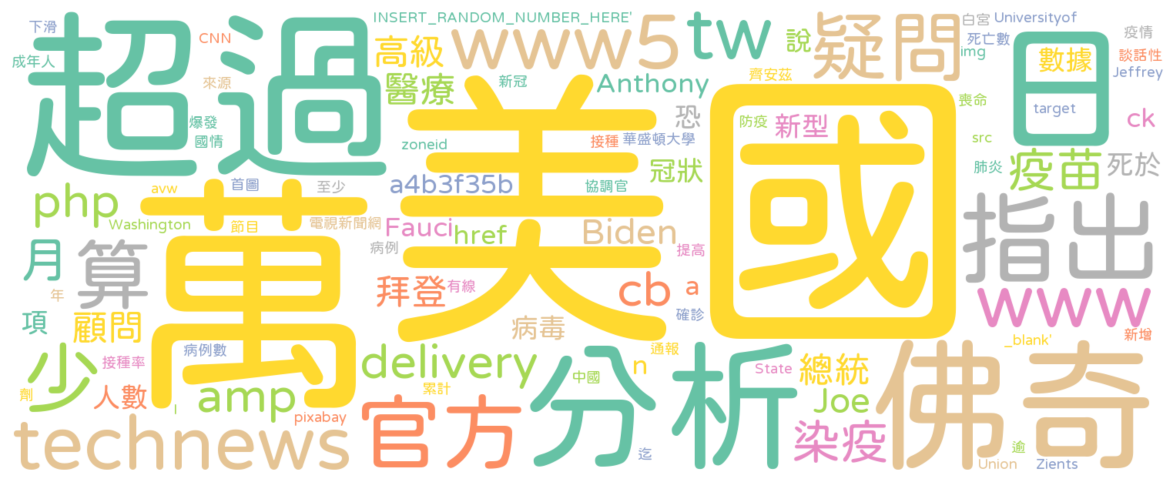 下滑
INSERT_RANDOM_NUMBER_HERE'
白宮
Universityof
成年人
CNN
超過
高級
www5
tw
說
疑問
死亡數
img
日
數據
疫情
談話性
Jeffrey
來源
醫療
新冠
Anthony
齊安茲
喪命
target
爆發
國情
恐
防疫
新型
ck
zoneid
美國
接種
華盛頓大學
src
php
avw
首圖
至少
a4b3f35b
協調官
冠狀
肺炎
疫苗
死於
萬
Washington
節目
電視新聞網
Fauci
href
Biden
指出
月
算
病例
提高
年
拜登
有線
cb
a
確診
www
項
顧問
病毒
新增
少
接種率
病例數
delivery
通報
_blank'
劑
人數
amp
累計
中國
n
State
總統
l
pixabay
官方
分析
Joe
佛奇
technews
染疫
迄
逾
Union
Zients